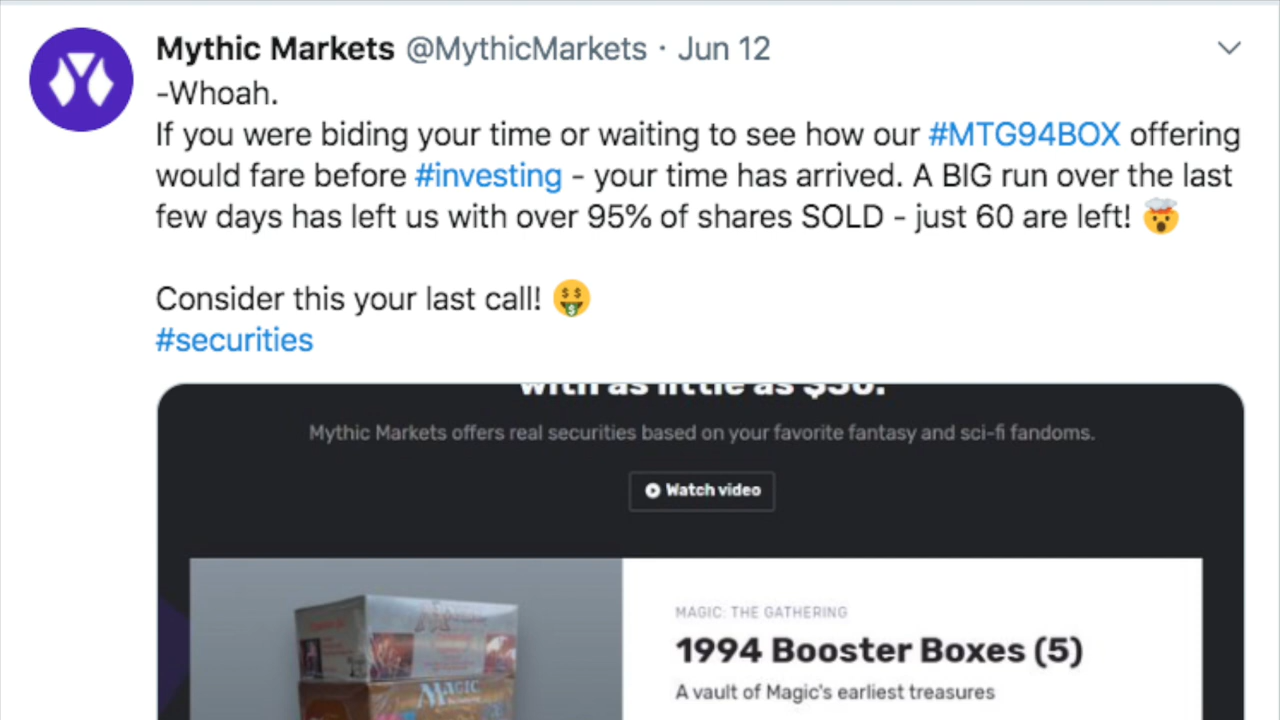 Mythic Markets @MythicMarkets · Jun 12
-Whoah.
If you were biding your time or waiting to see how our #MTG94BOX offering
would fare before #investing - your time has arrived. A BIG run over the last
few days has left us with over 95% of shares SOLD - just 60 are left! 🤯
Consider this your last call! 🤑
#securities
with as little as $50.
Mythic Markets offers real securities based on your favorite fantasy and sci-fi fandoms.
Watch video
MAGIC: THE GATHERING
1994 Booster Boxes (5)
A vault of Magic's earliest treasures
MAGIC